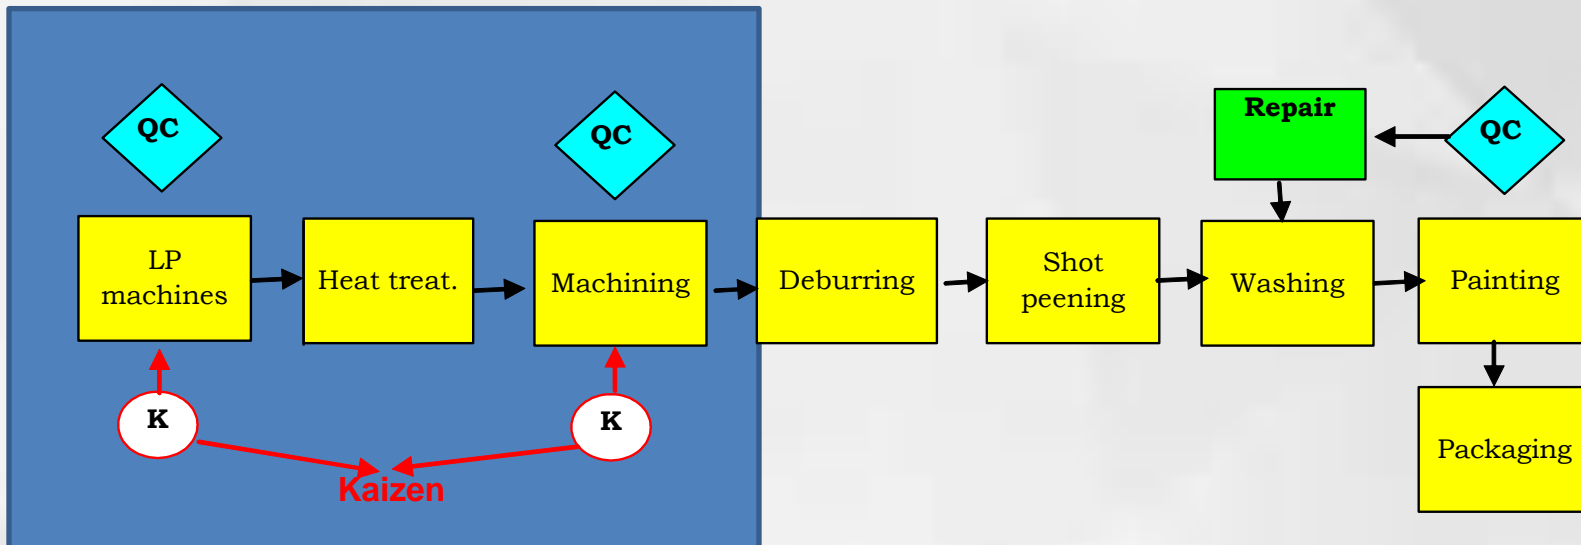 QC
QC
Repair
QC
LP
machines
Heat treat.
Machining
Deburring
Shot
peening
Washing
Painting
K
K
Kaizen
Packaging